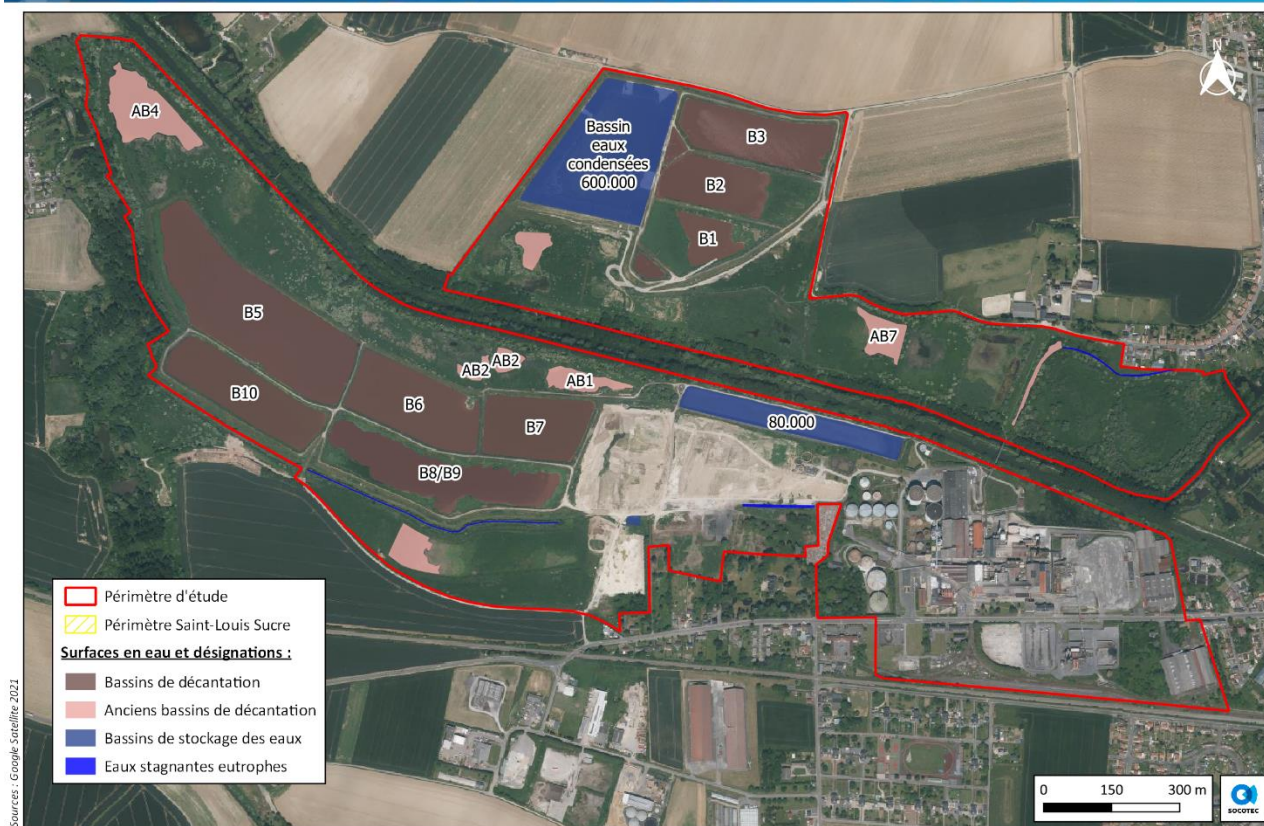 N
AB4
Bassin
eaux
condensées
600.000
B3
B2
B1
B5
AB7
AB2
AB2
AB1
B10
B6
B7
80.000
B8/B9
Périmètre d'étude
Périmètre Saint-Louis Sucre
Surfaces en eau et désignations :
Bassins de décantation
Anciens bassins de décantation
Bassins de stockage des eaux
Eaux stagnantes eutrophes
Sources : Google Satellite 2021
0 150 300 m
SOCOTEC